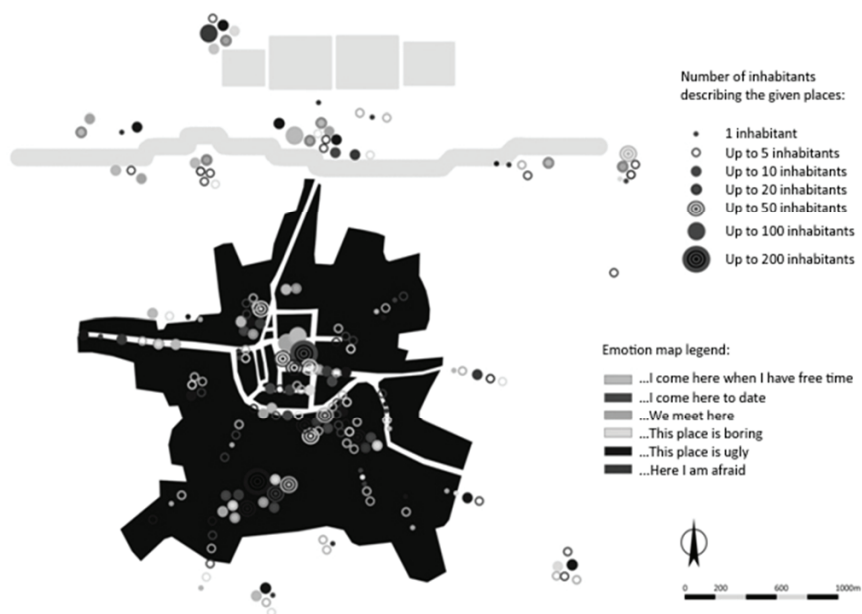 Number of inhabitants
describing the given places:
1 inhabitant
Up to 5 inhabitants
Up to 10 inhabitants
Up to 20 inhabitants
Up to 50 inhabitants
Up to 100 inhabitants
Up to 200 inhabitants
Emotion map legend:
...I come here when I have free time
...I come here to date
...We meet here
...This place is boring
...This place is ugly
...Here I am afraid
0 200 600 1000m